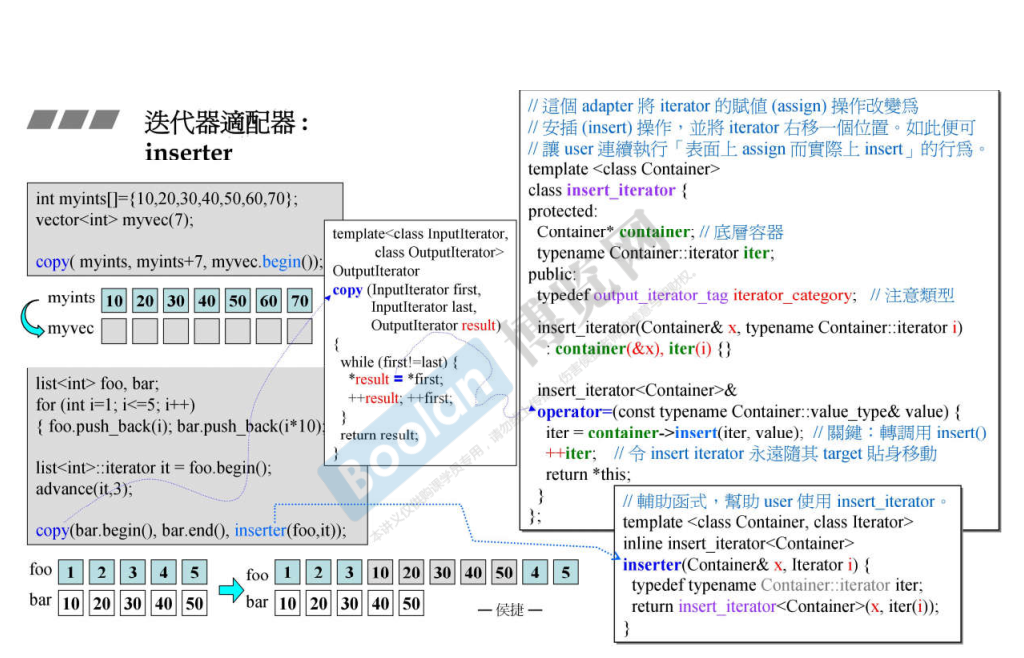 迭代器適配器 :
inserter
int myints[]={10,20,30,40,50,60,70};
vector<int> myvec(7);
copy( myints, myints+7, myvec.begin());
myints 10 20 30 40 50 60 70
myvec
list<int> foo, bar;
for (int i=1; i<=5; i++)
{ foo.push_back(i); bar.push_back(i*10);
list<int>::iterator it = foo.begin();
advance(it,3);
copy(bar.begin(), bar.end(), inserter(foo,it));
foo 1 2 3 4 5
bar 10 20 30 40 50
foo 1 2 3 10 20 30 40 50 4 5
bar 10 20 30 40 50
template<class InputIterator,
class OutputIterator>
OutputIterator
copy (InputIterator first,
InputIterator last,
OutputIterator result)
{
while (first!=last) {
*result = *first;
++result; ++first;
}
return result;
}
// 這個 adapter 將 iterator 的賦值 (assign) 操作改變爲
// 安插 (insert) 操作，並將 iterator 右移一個位置。如此便可
// 讓 user 連續執行「表面上 assign 而實際上 insert」的行爲。
template <class Container>
class insert_iterator {
protected:
Container* container; // 底層容器
typename Container::iterator iter;
public:
typedef output_iterator_tag iterator_category; // 注意類型
insert_iterator(Container& x, typename Container::iterator i)
: container(&x), iter(i) {}
insert_iterator<Container>&
operator=(const typename Container::value_type& value) {
iter = container->insert(iter, value); // 關鍵：轉調用 insert()
++iter; // 令 insert iterator 永遠隨其 target 貼身移動
return *this;
}
};
// 輔助函式，幫助 user 使用 insert_iterator。
template <class Container, class Iterator>
inline insert_iterator<Container>
inserter(Container& x, Iterator i) {
typedef typename Container::iterator iter;
return insert_iterator<Container>(x, iter(i));
}
— 侯捷 —
Boolan 博览网